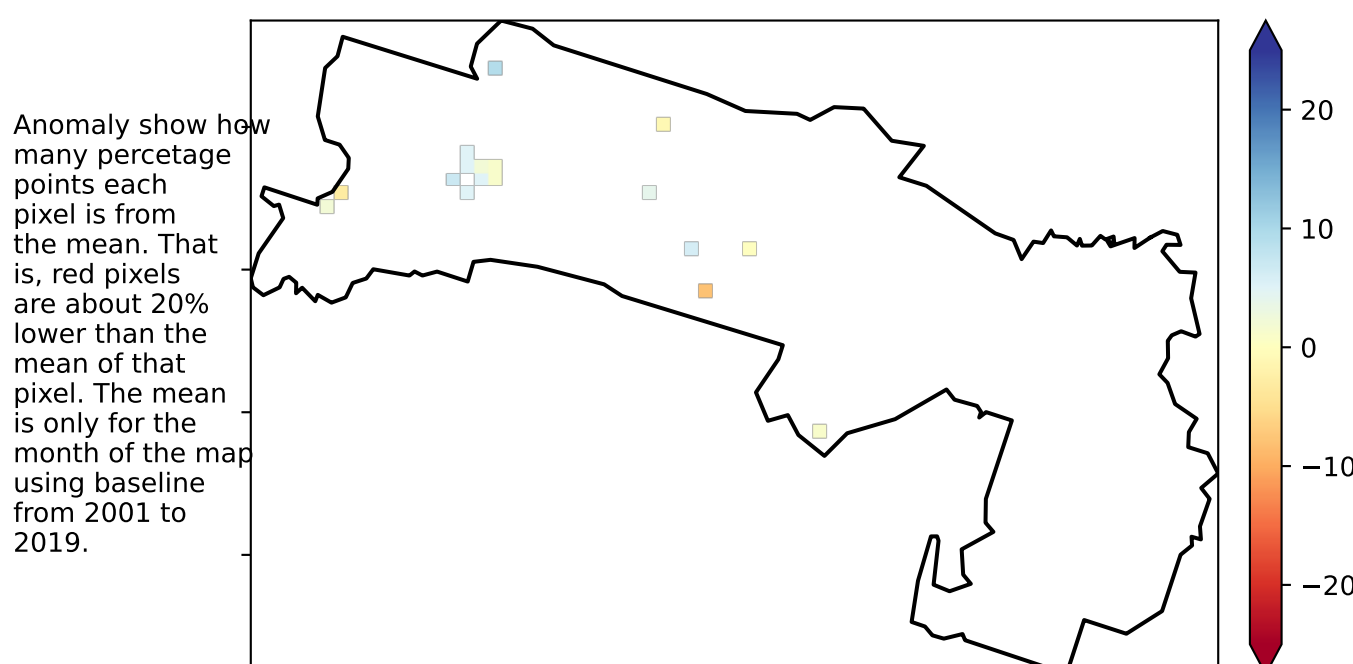 Anomaly show how
many percetage
points each
pixel is from
the mean. That
is, red pixels
are about 20%
lower than the
mean of that
pixel. The mean
is only for the
month of the map
using baseline
from 2001 to
2019.
20
10
0
−10
−20